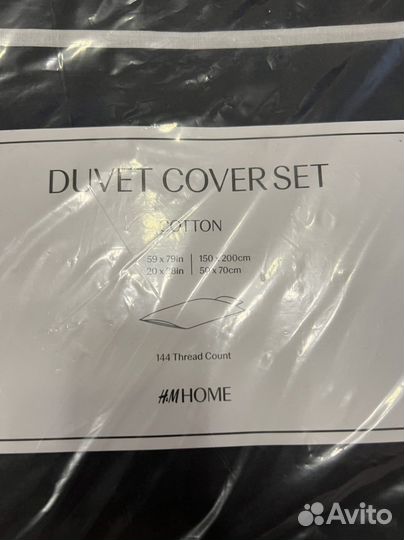 DUVET COVER SET
COTTON
59 x 79in | 150 x 200cm
20 x 28in | 50 x 70cm
144 Thread Count
H&M HOME
Avito